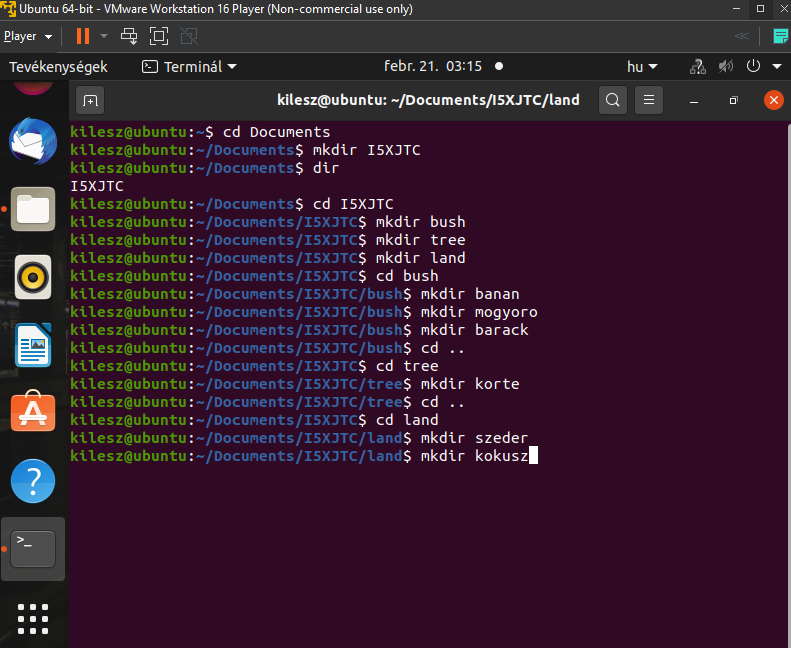 Ubuntu 64-bit - VMware Workstation 16 Player (Non-commercial use only)
Player
Tevékenységek
Terminál
febr. 21. 03:15
hu
kilesz@ubuntu: ~/Documents/I5XJTC/land
kilesz@ubuntu:~$ cd Documents
kilesz@ubuntu:~/Documents$ mkdir I5XJTC
kilesz@ubuntu:~/Documents$ dir
I5XJTC
kilesz@ubuntu:~/Documents$ cd I5XJTC
kilesz@ubuntu:~/Documents/I5XJTC$ mkdir bush
kilesz@ubuntu:~/Documents/I5XJTC$ mkdir tree
kilesz@ubuntu:~/Documents/I5XJTC$ mkdir land
kilesz@ubuntu:~/Documents/I5XJTC$ cd bush
kilesz@ubuntu:~/Documents/I5XJTC/bush$ mkdir banan
kilesz@ubuntu:~/Documents/I5XJTC/bush$ mkdir mogyoro
kilesz@ubuntu:~/Documents/I5XJTC/bush$ mkdir barack
kilesz@ubuntu:~/Documents/I5XJTC/bush$ cd ..
kilesz@ubuntu:~/Documents/I5XJTC$ cd tree
kilesz@ubuntu:~/Documents/I5XJTC/tree$ mkdir korte
kilesz@ubuntu:~/Documents/I5XJTC/tree$ cd ..
kilesz@ubuntu:~/Documents/I5XJTC$ cd land
kilesz@ubuntu:~/Documents/I5XJTC/land$ mkdir szeder
kilesz@ubuntu:~/Documents/I5XJTC/land$ mkdir kokusz